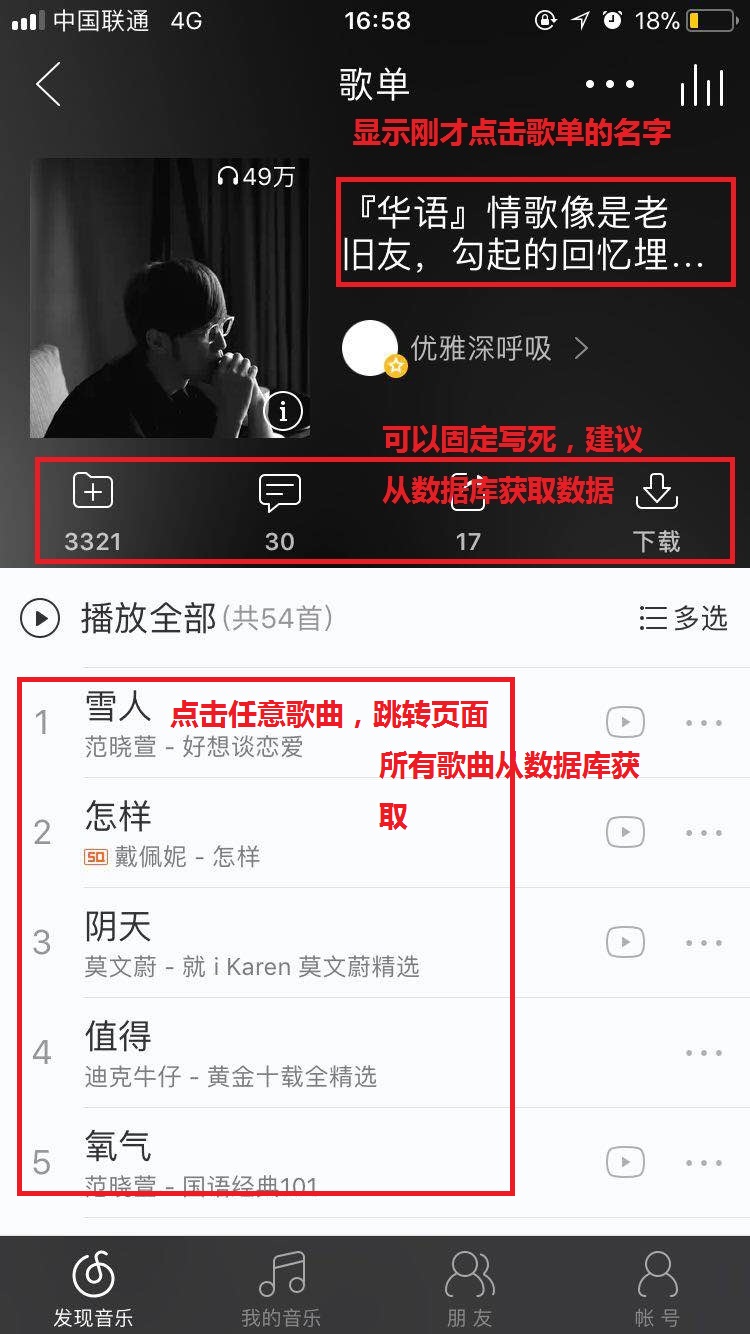 中国联通 4G 16:58 18%
歌单
显示刚才点击歌单的名字
49万
『华语』情歌像是老
旧友，勾起的回忆埋...
优雅深呼吸
可以固定写死，建议
从数据库获取数据
3321 30 17 下载
播放全部(共54首) 多选
1 雪人
点击任意歌曲，跳转页面
范晓萱 - 好想谈恋爱
所有歌曲从数据库获
取
2 怎样
SQ 戴佩妮 - 怎样
3 阴天
莫文蔚 - 就 i Karen 莫文蔚精选
4 值得
迪克牛仔 - 黄金十载全精选
5 氧气
范晓萱 - 国语经典101
发现音乐 我的音乐 朋友 帐号